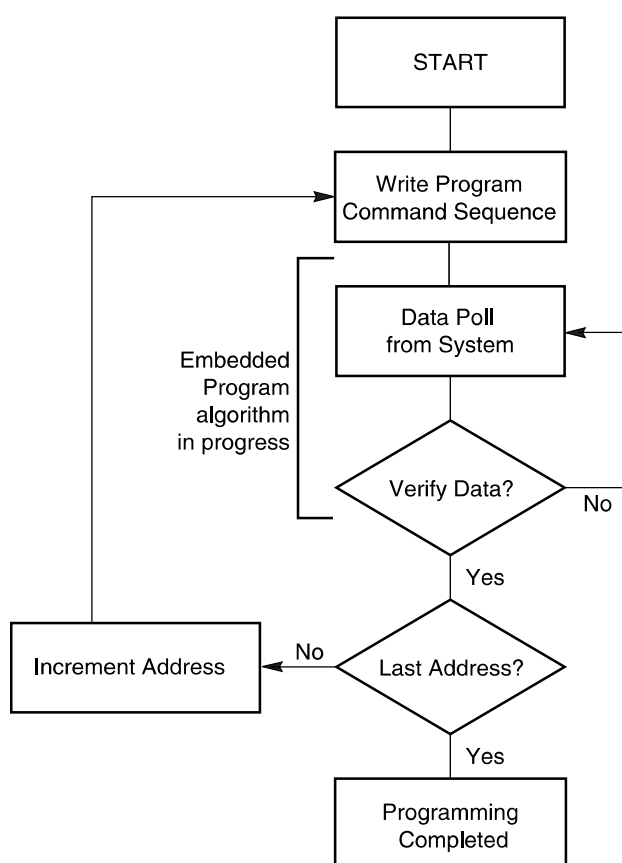 START
Write Program
Command Sequence
Data Poll
from System
Embedded
Program
algorithm
in progress
Verify Data?
No
Yes
Increment Address
No
Last Address?
Yes
Programming
Completed